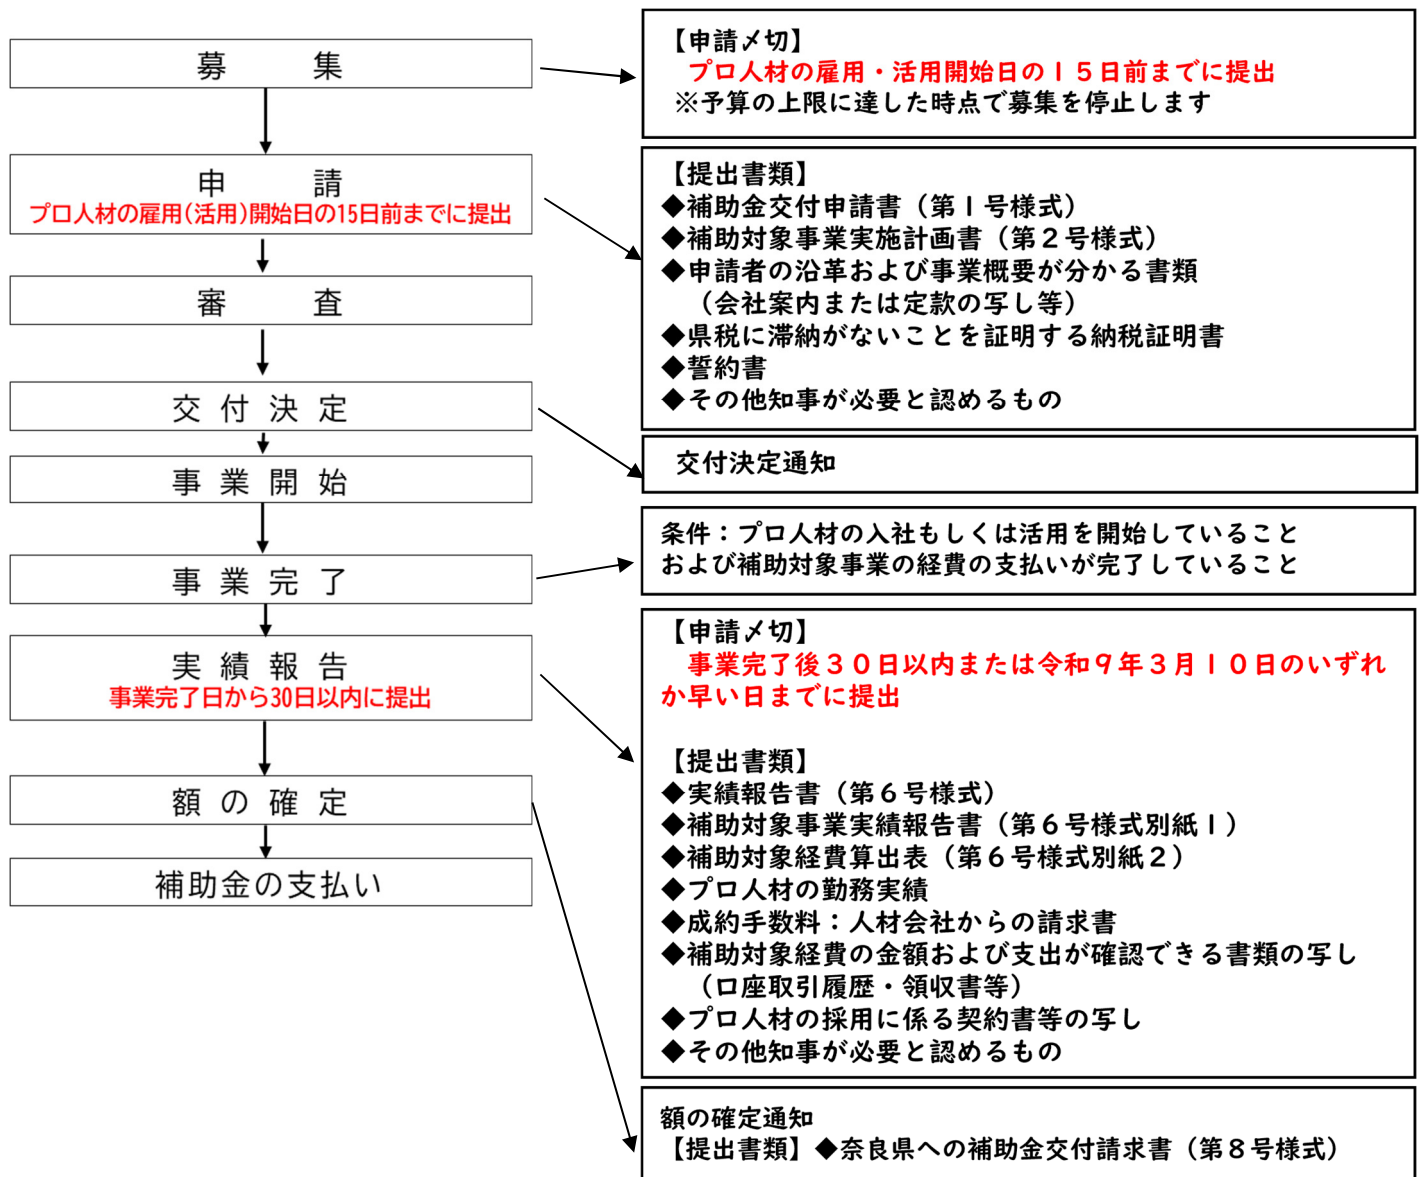 募　集
申　請
プロ人材の雇用(活用)開始日の15日前までに提出
審　査
交付決定
事業開始
事業完了
実績報告
事業完了日から30日以内に提出
額の確定
補助金の支払い
【申請〆切】
プロ人材の雇用・活用開始日の１５日前までに提出
※予算の上限に達した時点で募集を停止します
【提出書類】
◆補助金交付申請書（第１号様式）
◆補助対象事業実施計画書（第２号様式）
◆申請者の沿革および事業概要が分かる書類
（会社案内または定款の写し等）
◆県税に滞納がないことを証明する納税証明書
◆誓約書
◆その他知事が必要と認めるもの
交付決定通知
条件：プロ人材の入社もしくは活用を開始していること
および補助対象事業の経費の支払いが完了していること
【申請〆切】
事業完了後３０日以内または令和９年３月１０日のいずれ
か早い日までに提出
【提出書類】
◆実績報告書（第６号様式）
◆補助対象事業実績報告書（第６号様式別紙１）
◆補助対象経費算出表（第６号様式別紙２）
◆プロ人材の勤務実績
◆成約手数料：人材会社からの請求書
◆補助対象経費の金額および支出が確認できる書類の写し
（口座取引履歴・領収書等）
◆プロ人材の採用に係る契約書等の写し
◆その他知事が必要と認めるもの
額の確定通知
【提出書類】◆奈良県への補助金交付請求書（第８号様式）